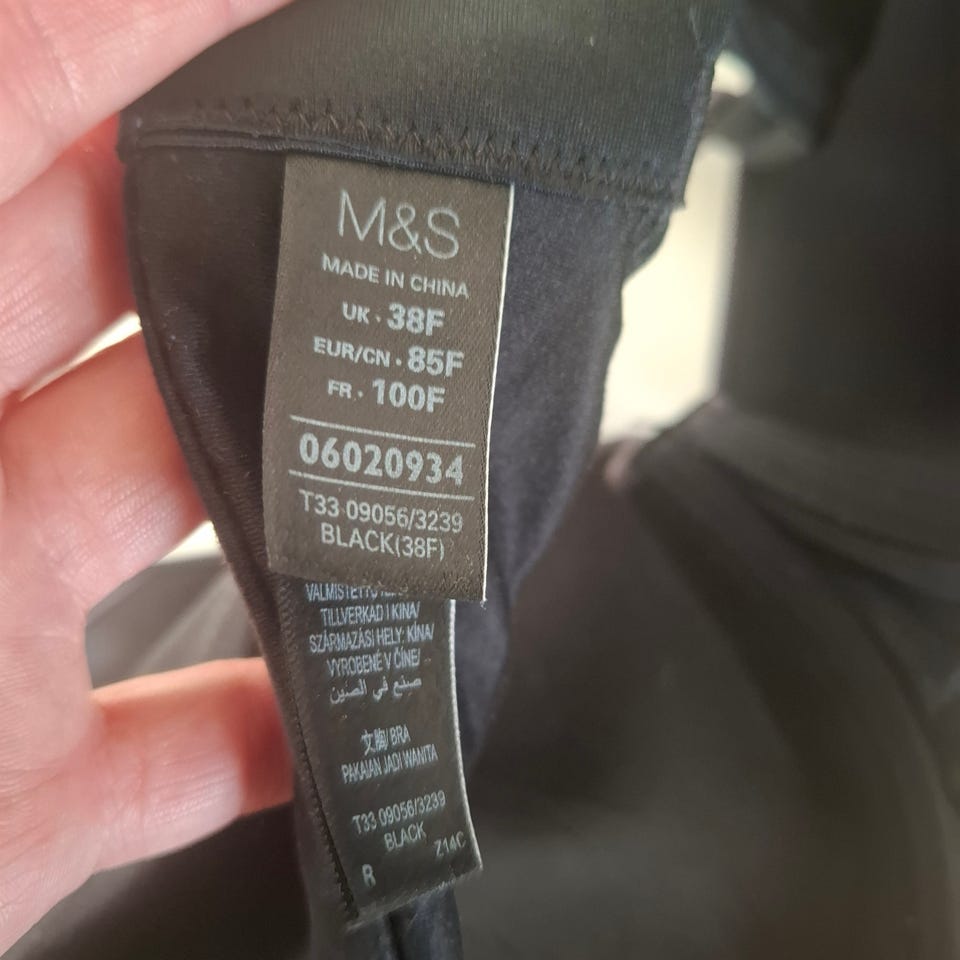 M&S
MADE IN CHINA
UK · 38F
EUR/CN · 85F
FR · 100F
06020934
T33 09056/3239
BLACK(38F)
TILLVERKAD I KINA/
SZÁRMAZÁSI HELY: KÍNA/
VYROBENÉ V ČÍNE/
صنع في الصين
文胸/ BRA
PAKAIAN JADI WANITA
T33 09056/3239
BLACK
Z14C
R